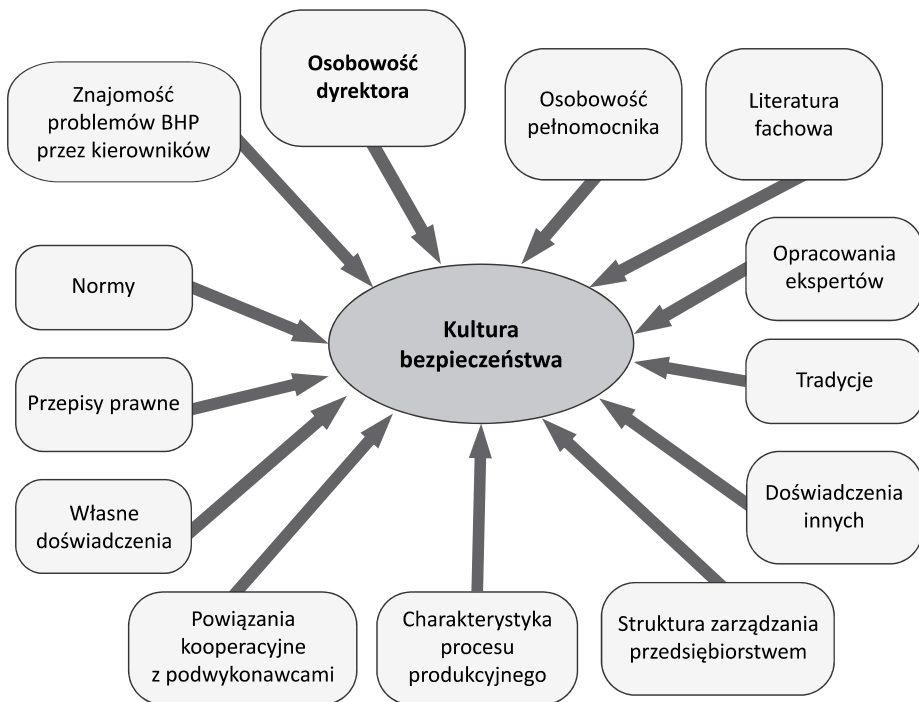 Znajomość
problemów BHP
przez kierowników
Osobowość
dyrektora
Osobowość
pełnomocnika
Literatura
fachowa
Normy
Opracowania
ekspertów
Kultura
bezpieczeństwa
Przepisy prawne
Tradycje
Własne
doświadczenia
Doświadczenia
innych
Powiązania
kooperacyjne
z podwykonawcami
Charakterystyka
procesu
produkcyjnego
Struktura zarządzania
przedsiębiorstwem